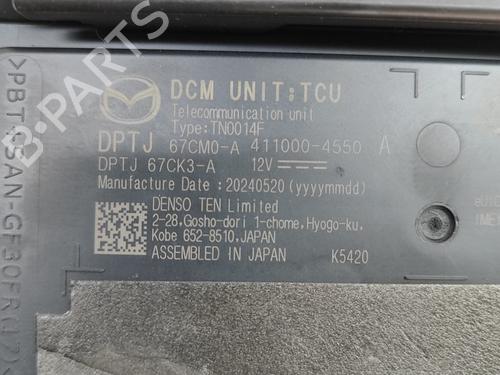 DCM UNIT;TCU
Telecommunication unit
Type:TN0014F
DPTJ 67CM0-A 411000-4550 A
DPTJ 67CK3-A 12V
Manufacture Date : 20240520 (yyyymmdd)
DENSO TEN Limited
2-28,Gosho-dori 1-chome,Hyogo-ku,
Kobe 652-8510,JAPAN
ASSEMBLED IN JAPAN K5420